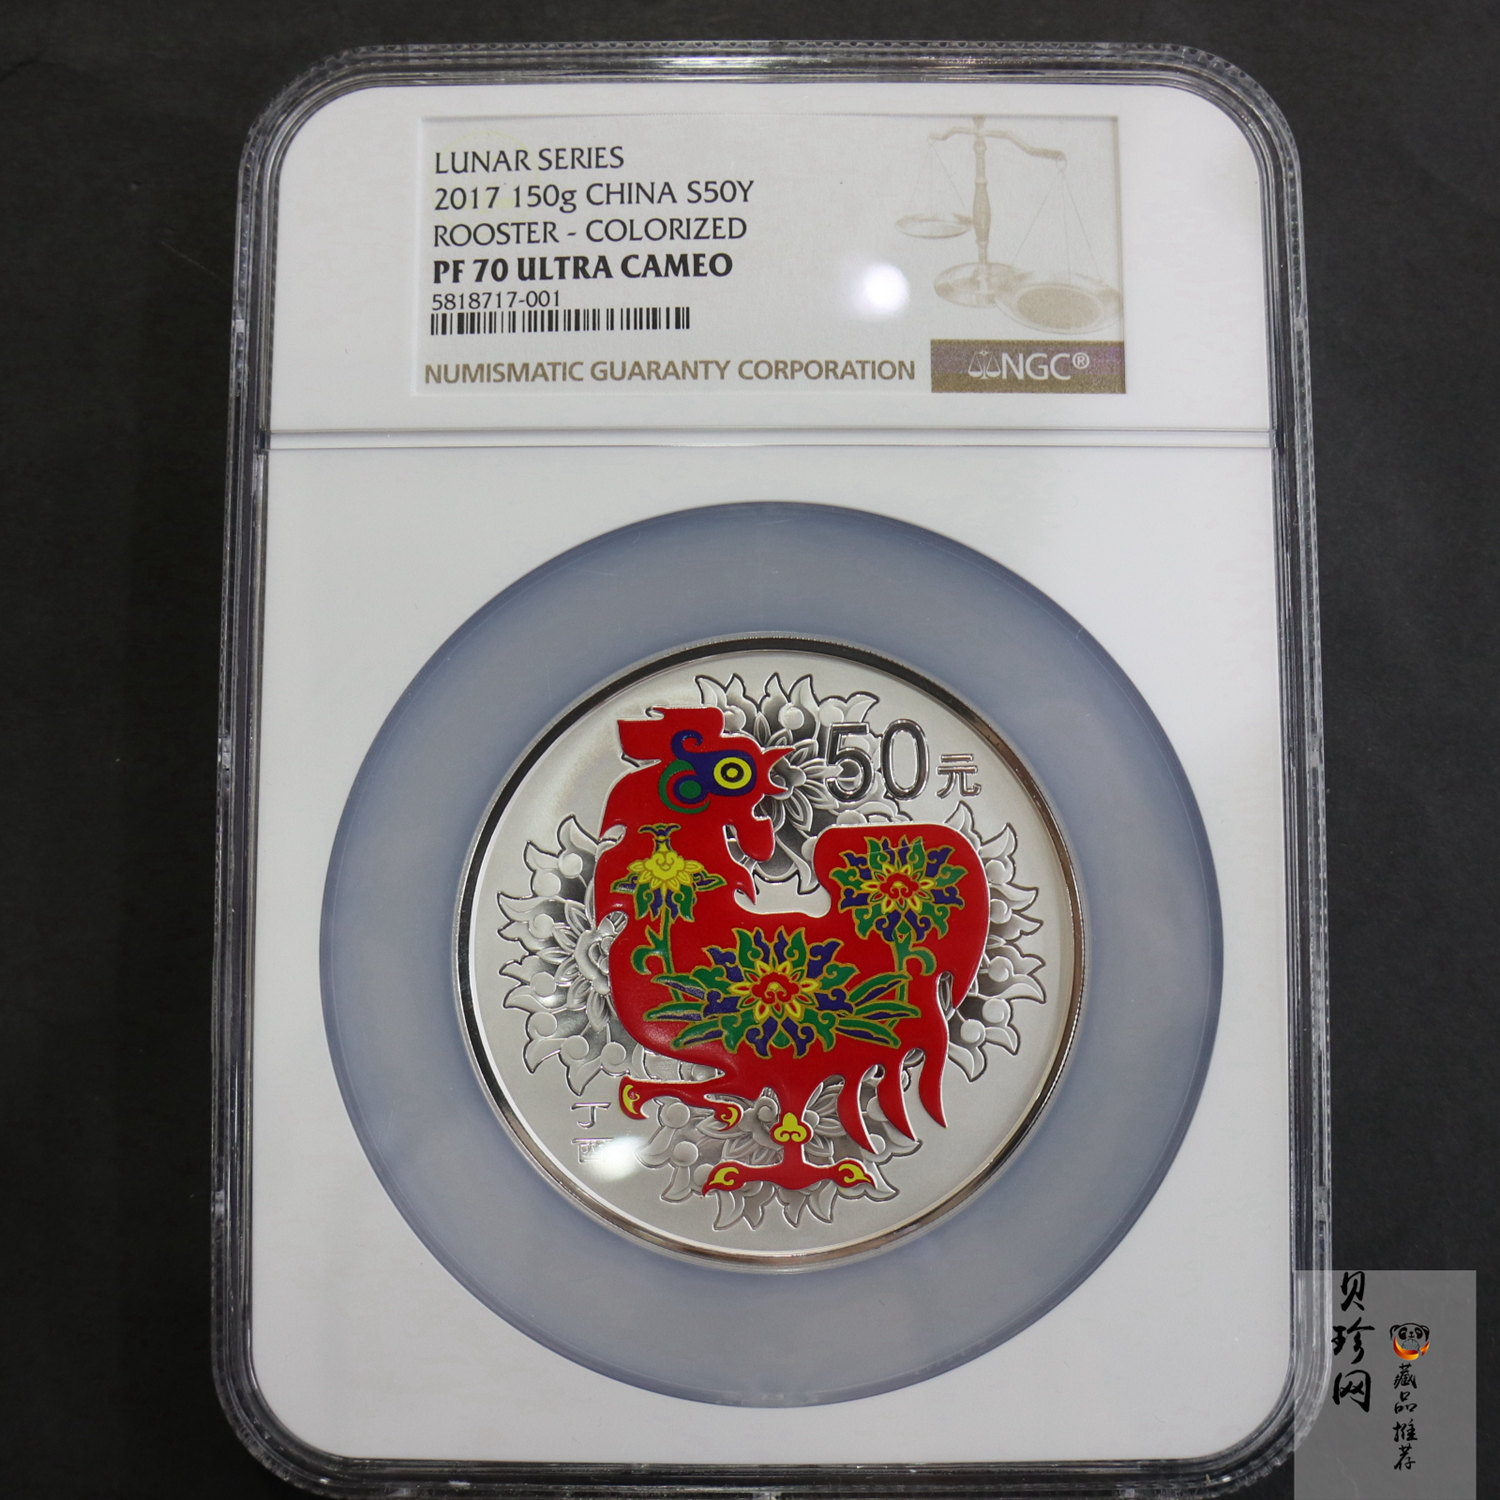 LUNAR SERIES
2017 150g CHINA S50Y
ROOSTER - COLORIZED
PF 70 ULTRA CAMEO
5818717-001
NUMISMATIC GUARANTY CORPORATION
NGC®
50元
丁
酉
贝珍网
藏品推荐